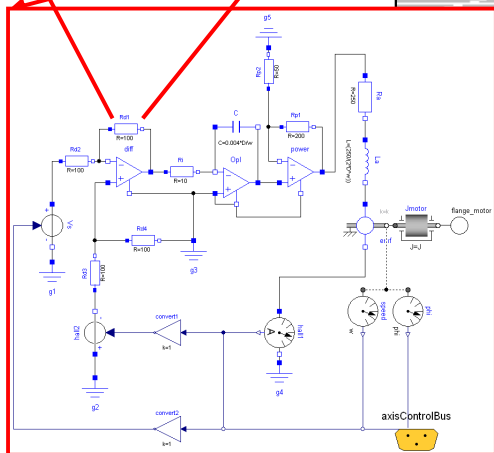 g5
Rp2
R=50
Ra
R=250
Rd1
R=100
C
C=0.004*D/w
Rp1
R=200
diff
power
Rd2
R=100
Ri
R=10
OpI
La
Vs
k=k
Jmotor
flange_motor
emf
J=J
Rd4
R=100
g3
g1
Rd3
R=100
speed
w
phi
phi
hall2
convert1
k=1
A
hall1
g2
g4
convert2
k=1
axisControlBus